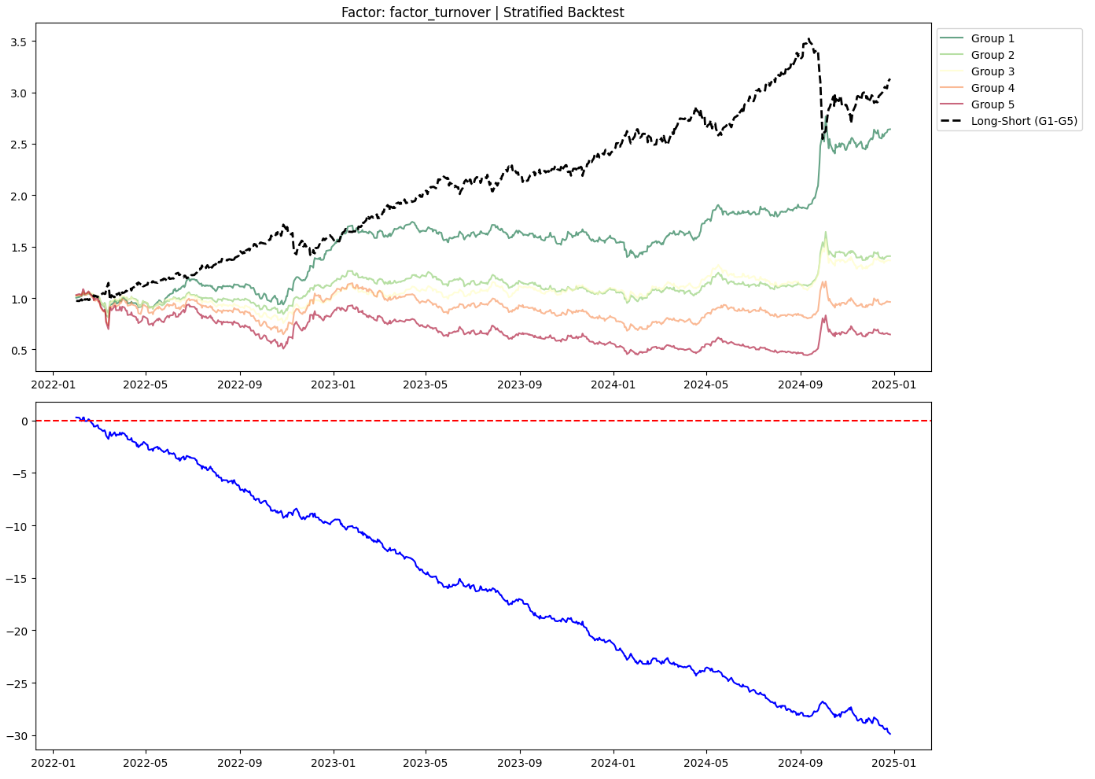 Factor: factor_turnover | Stratified Backtest
3.5
3.0
2.5
2.0
1.5
1.0
0.5
2022-01 2022-05 2022-09 2023-01 2023-05 2023-09 2024-01 2024-05 2024-09 2025-01
Group 1
Group 2
Group 3
Group 4
Group 5
Long-Short (G1-G5)
0
−5
−10
−15
−20
−25
−30
2022-01 2022-05 2022-09 2023-01 2023-05 2023-09 2024-01 2024-05 2024-09 2025-01